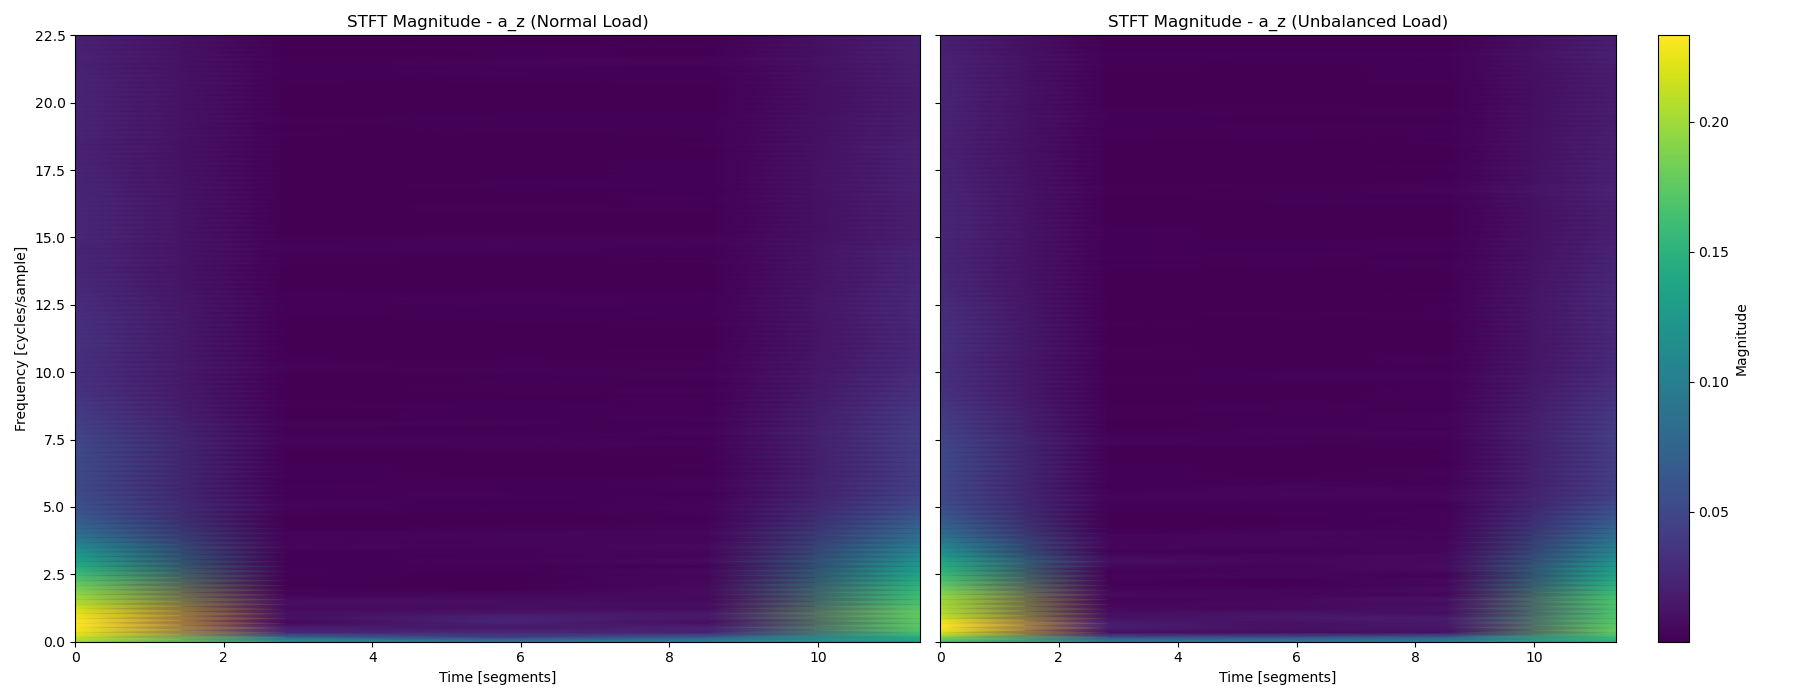 STFT Magnitude - a_z (Normal Load)
STFT Magnitude - a_z (Unbalanced Load)
Frequency [cycles/sample]
22.5
20.0
17.5
15.0
12.5
10.0
7.5
5.0
2.5
0.0
0 2 4 6 8 10
Time [segments]
0 2 4 6 8 10
Time [segments]
0.20
0.15
0.10
0.05
Magnitude